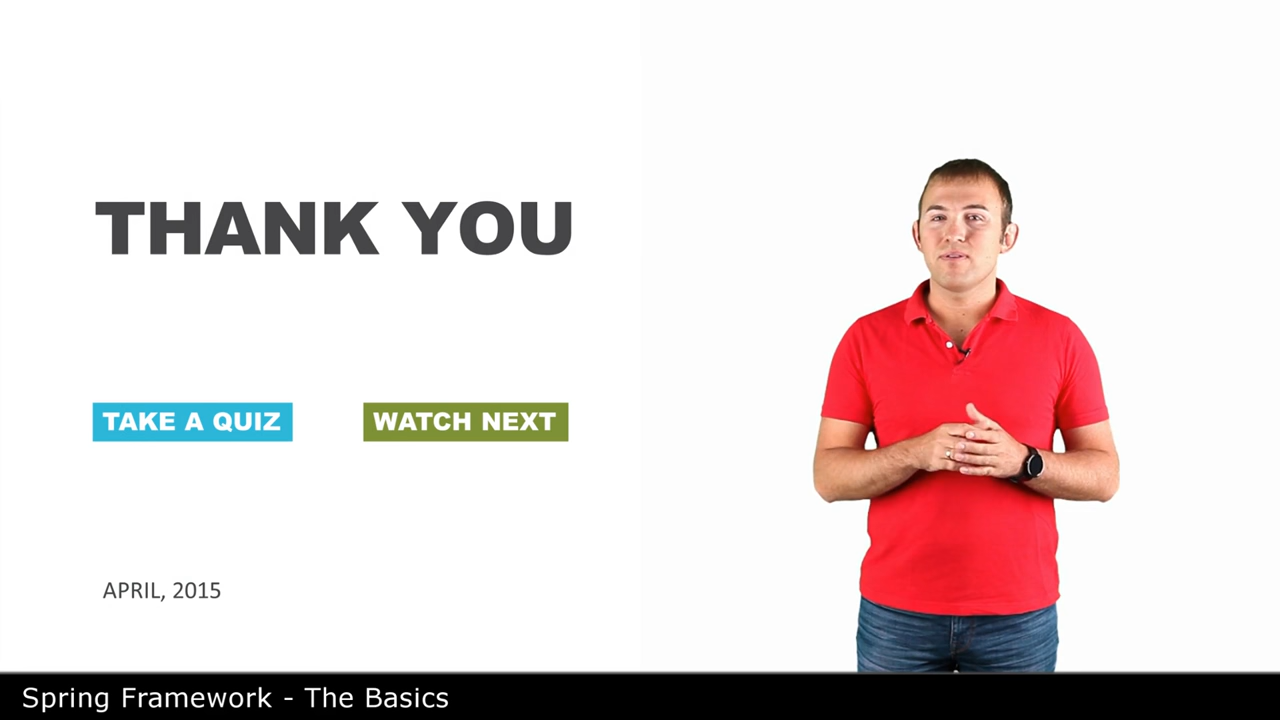 THANK YOU
TAKE A QUIZ
WATCH NEXT
APRIL, 2015
Spring Framework - The Basics